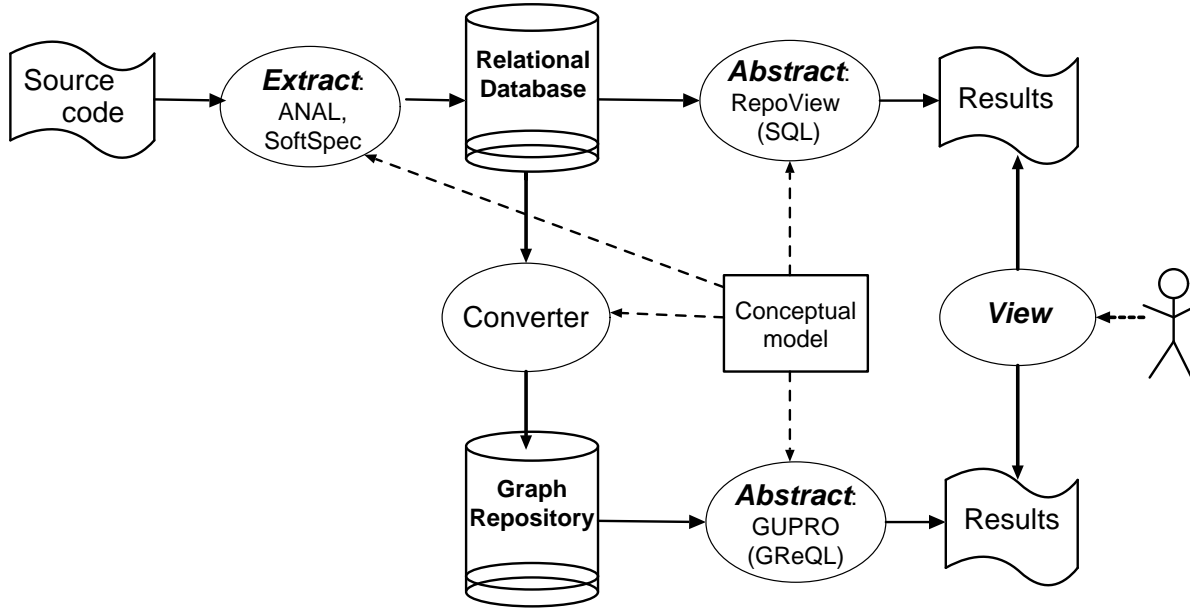 Source
code
Extract:
ANAL,
SoftSpec
Relational
Database
Abstract:
RepoView
(SQL)
Results
Converter
Conceptual
model
View
Graph
Repository
Abstract:
GUPRO
(GReQL)
Results